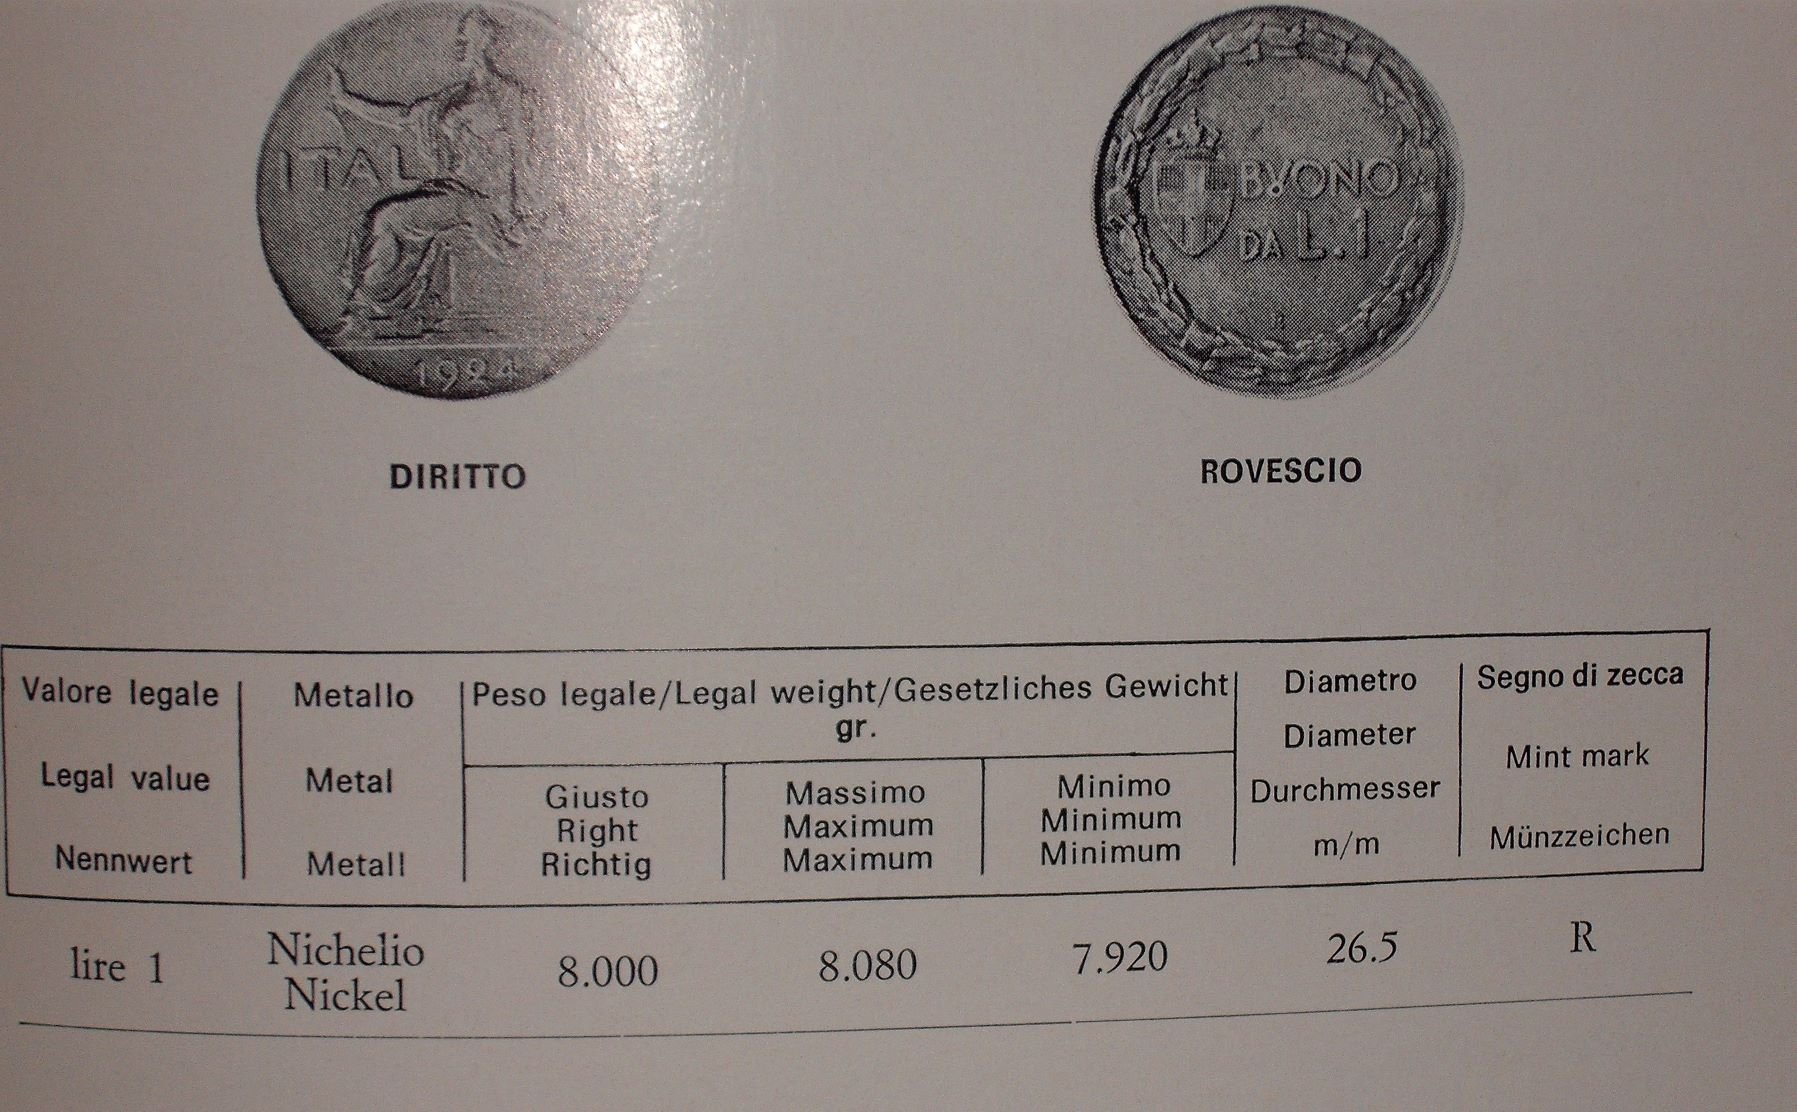 ITAL
1924
BVONO
DA L.1
R
DIRITTO
ROVESCIO
Valore legale
Legal value
Nennwert
Metallo
Metal
Metall
Peso legale/Legal weight/Gesetzliches Gewicht
gr.
Giusto
Right
Richtig
Massimo
Maximum
Maximum
Minimo
Minimum
Minimum
Diametro
Diameter
Durchmesser
m/m
Segno di zecca
Mint mark
Münzzeichen
lire 1
Nichelio
Nickel
8.000
8.080
7.920
26.5
R